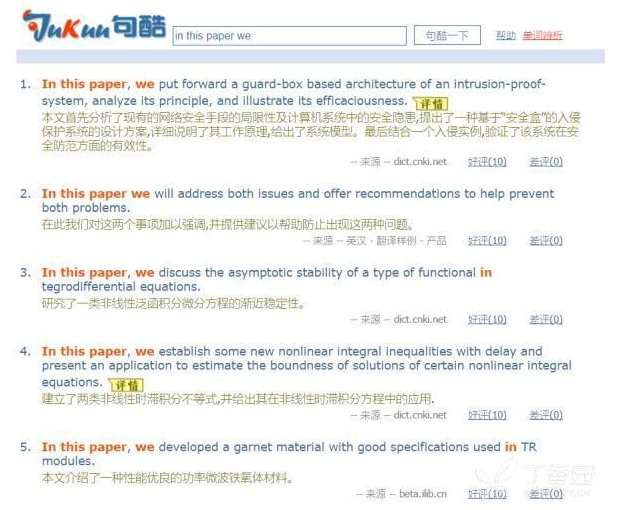 JuKuu句酷 in this paper we 句酷一下 帮助 单词辨析
1. In this paper, we put forward a guard-box based architecture of an intrusion-proof-
system, analyze its principle, and illustrate its efficaciousness. 详情
本文首先分析了现有的网络安全手段的局限性及计算机系统中的安全隐患,提出了一种基于“安全盒”的入侵
保护系统的设计方案,详细说明了其工作原理,给出了系统模型。最后结合一个入侵实例,验证了该系统在安
全防范方面的有效性。
-- 来源 -- dict.cnki.net 好评(10) 差评(0)
2. In this paper we will address both issues and offer recommendations to help prevent
both problems.
在此我们对这两个事项加以强调,并提供建议以帮助防止出现这两种问题。
-- 来源 -- 英汉 - 翻译样例 - 产品 好评(10) 差评(0)
3. In this paper, we discuss the asymptotic stability of a type of functional in
tegrodifferential equations.
研究了一类非线性泛函积分微分方程的渐近稳定性。
-- 来源 -- dict.cnki.net 好评(10) 差评(0)
4. In this paper, we establish some new nonlinear integral inequalities with delay and
present an application to estimate the boundness of solutions of certain nonlinear integral
equations. 详情
建立了两类非线性时滞积分不等式,并给出其在非线性时滞积分方程中的应用.
-- 来源 -- dict.cnki.net 好评(10) 差评(0)
5. In this paper, we developed a garnet material with good specifications used in TR
modules.
本文介绍了一种性能优良的功率微波铁氧体材料。
-- 来源 -- beta.ilib.cn 好评(10) 差评(0)
丁香园
DXY.CN